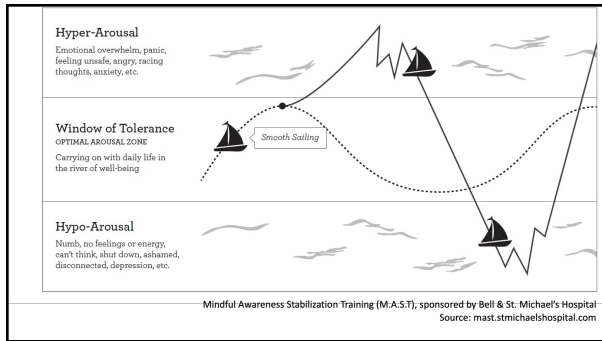 Hyper-Arousal
Emotional overwhelm, panic,
feeling unsafe, angry, racing
thoughts, anxiety, etc.
Window of Tolerance
OPTIMAL AROUSAL ZONE
Carrying on with daily life in
the river of well-being
Smooth Sailing
Hypo-Arousal
Numb, no feelings or energy,
can't think, shut down, ashamed,
disconnected, depression, etc.
Mindful Awareness Stabilization Training (M.A.S.T), sponsored by Bell & St. Michael's Hospital
Source: mast.stmichaelshospital.com